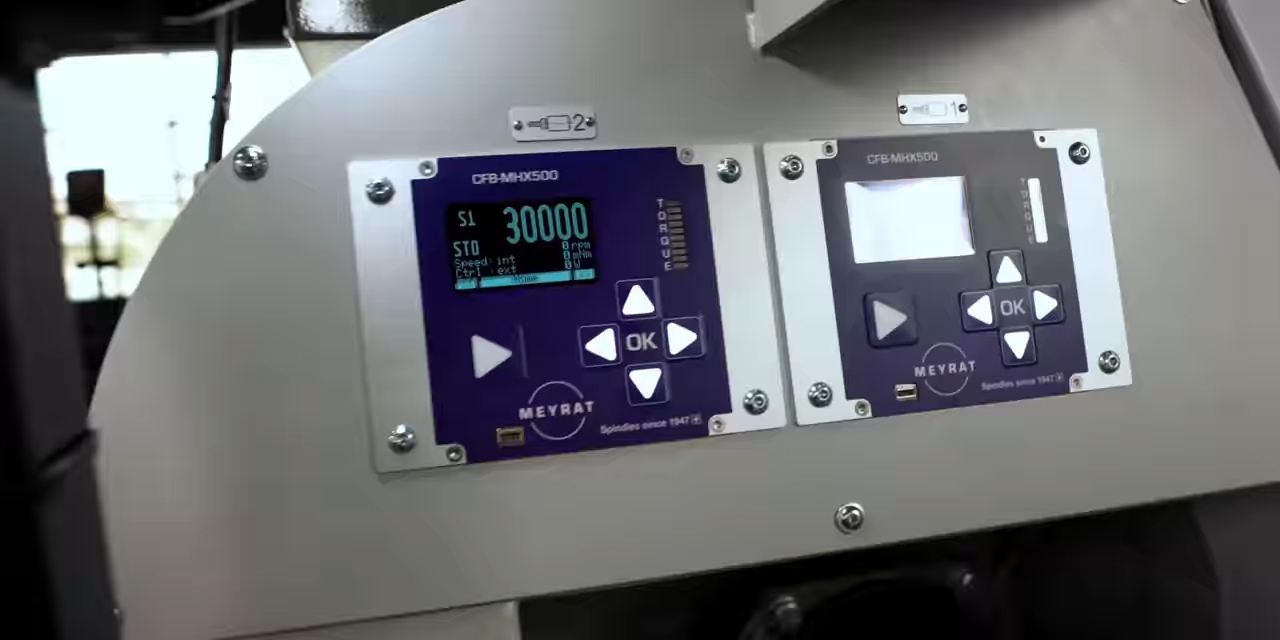 2
CFB-MHX500
S1 30000
STO 0 rpm
0 mNm
Speed int 0 W
Ctrl ext
TORQUE
OK
MEYRAT
Spindles since 1947
1
CFB-MHX500
TORQUE
OK
MEYRAT
Spindles since 1947